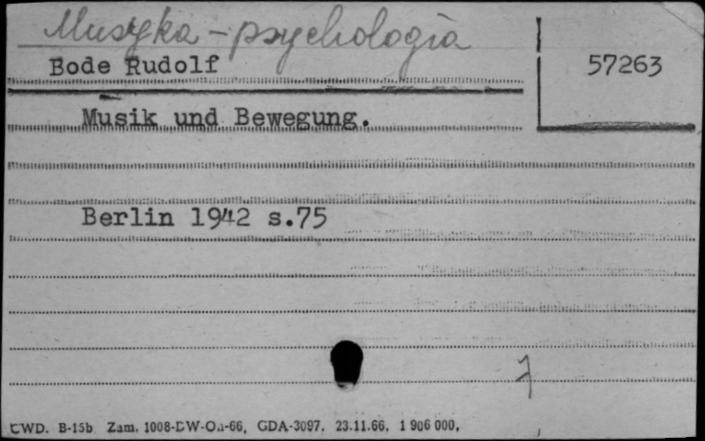 Muzyka - psychologia
Bode Rudolf
57263
Musik und Bewegung.
Berlin 1942 s.75
7
CWD. B-15b Zam. 1008-DW-Oa-66, GDA-3097. 23.11.66. 1 906 000.